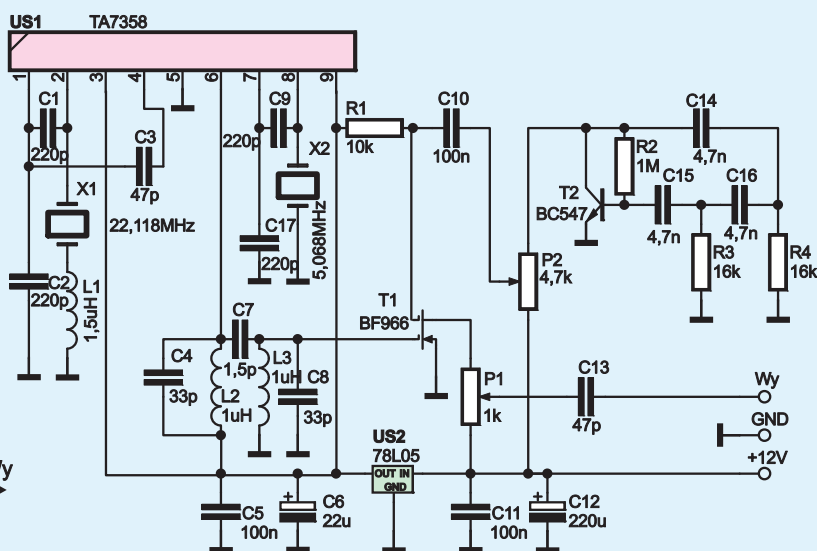 US1 TA7358
1 2 3 4 5 6 7 8 9
C1
220p
C3
47p
X1
22,118MHz
C2
220p
L1
1,5uH
C9
220p
X2
5,068MHz
C17
220p
R1
10k
C10
100n
C14
4,7n
R2
1M
T2
BC547
C15
4,7n
C16
4,7n
R3
16k
R4
16k
P2
4,7k
T1
BF966
C7
1,5p
C4
33p
L2
1uH
L3
1uH
C8
33p
P1
1k
C13
47p
Wy
GND
+12V
US2
78L05
OUT IN
GND
y
C5
100n
+
C6
22u
C11
100n
+
C12
220u